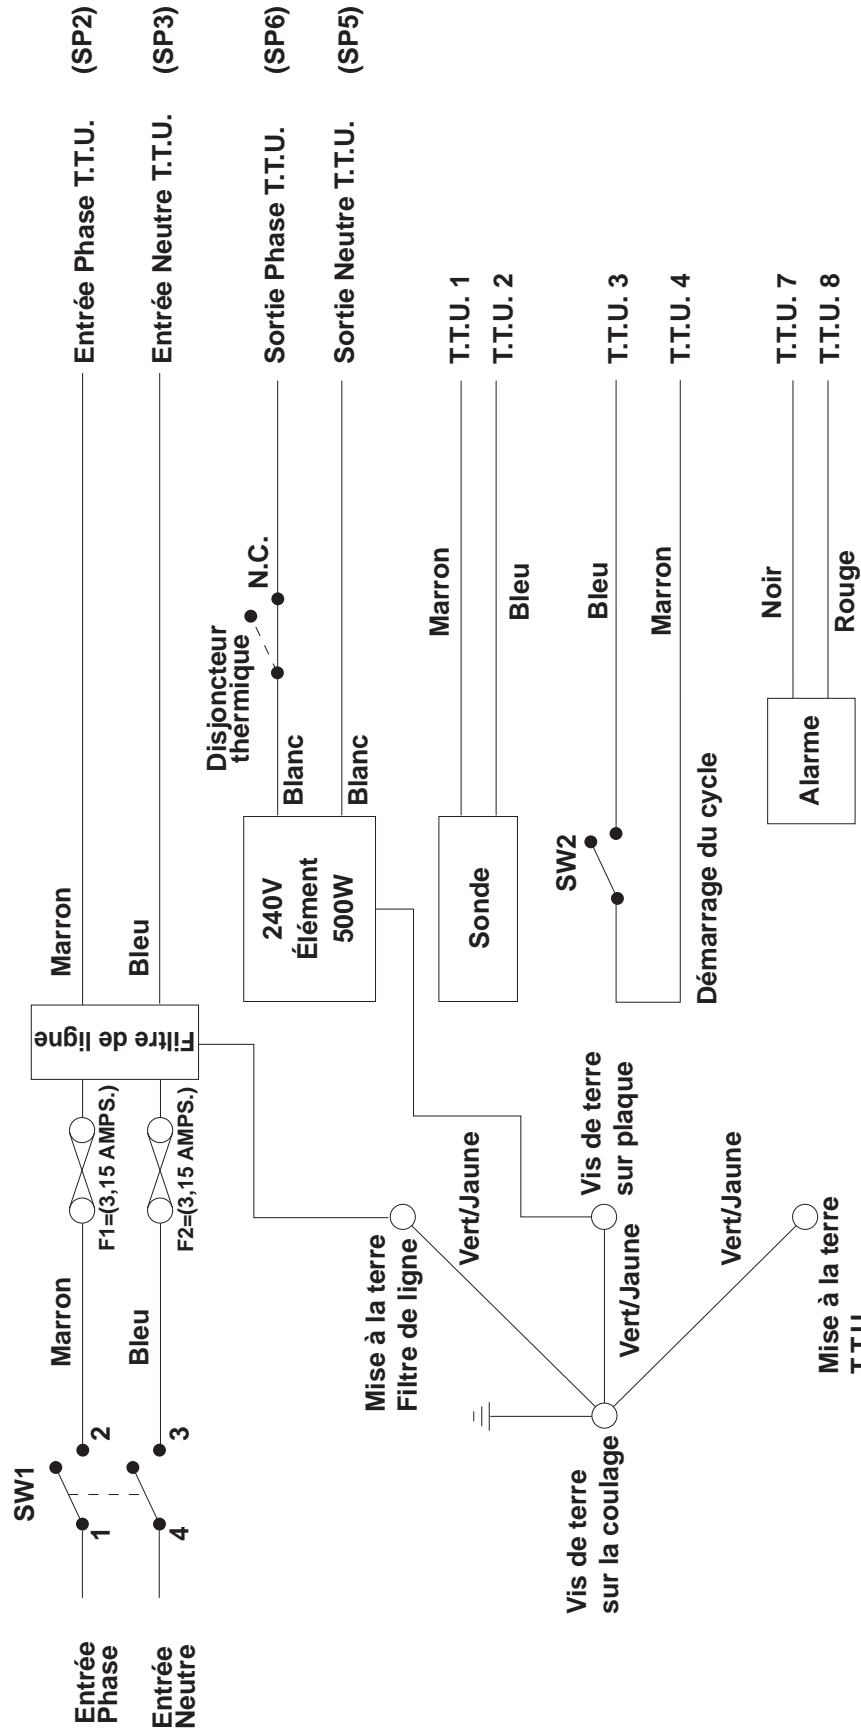 Entrée
Phase
Entrée
Neutre
SW1
1
2
4
3
Marron
Bleu
F1=(3,15 AMPS.)
F2=(3,15 AMPS.)
Filtre de ligne
Marron
Bleu
Entrée Phase T.T.U. (SP2)
Entrée Neutre T.T.U. (SP3)
240V
Élément
500W
Blanc
Blanc
Disjoncteur
thermique
N.C.
Sortie Phase T.T.U. (SP6)
Sortie Neutre T.T.U. (SP5)
Sonde
Marron
Bleu
T.T.U. 1
T.T.U. 2
SW2
Démarrage du cycle
Bleu
Marron
T.T.U. 3
T.T.U. 4
Alarme
Noir
Rouge
T.T.U. 7
T.T.U. 8
Mise à la terre
Filtre de ligne
Vert/Jaune
Vis de terre
sur plaque
Vert/Jaune
Vis de terre
sur la coulage
Vert/Jaune
Mise à la terre
T.T.U.